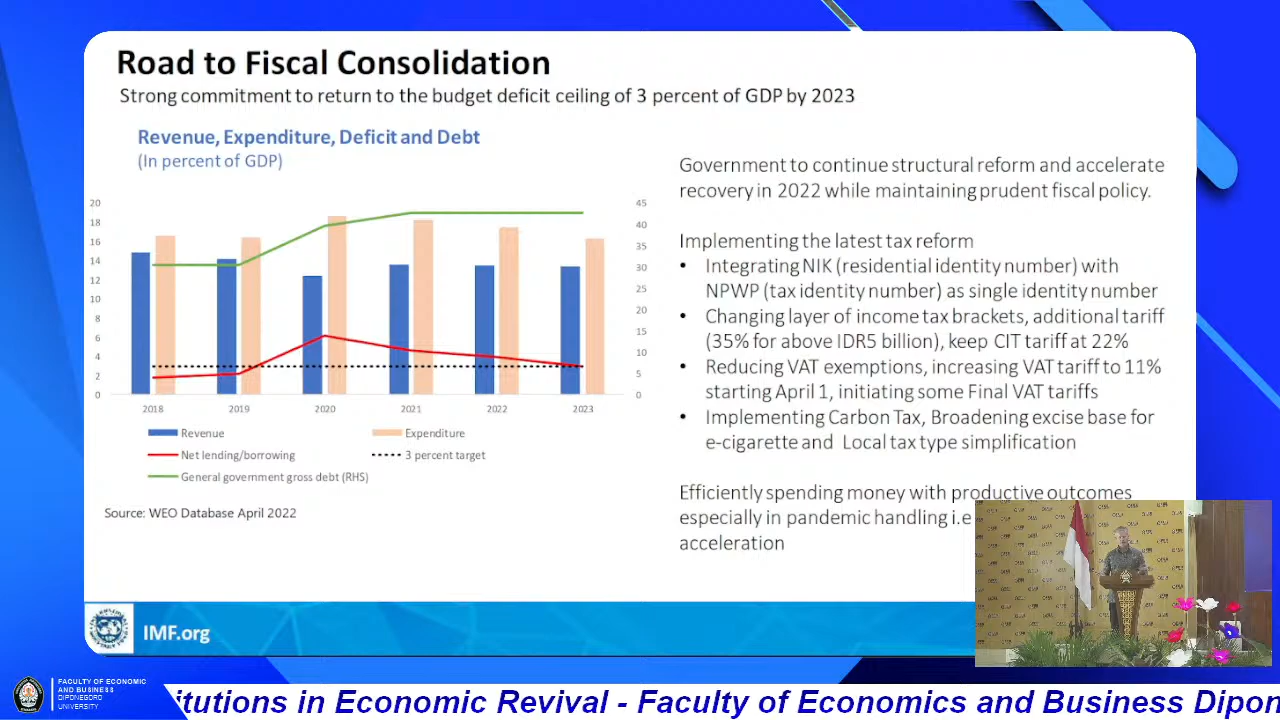 Road to Fiscal Consolidation
Strong commitment to return to the budget deficit ceiling of 3 percent of GDP by 2023
Revenue, Expenditure, Deficit and Debt
(In percent of GDP)
20
18
16
14
12
10
8
6
4
2
0
45
40
35
30
25
20
15
10
5
0
2018 2019 2020 2021 2022 2023
Revenue Expenditure
Net lending/borrowing 3 percent target
General government gross debt (RHS)
Source: WEO Database April 2022
Government to continue structural reform and accelerate
recovery in 2022 while maintaining prudent fiscal policy.
Implementing the latest tax reform
• Integrating NIK (residential identity number) with
NPWP (tax identity number) as single identity number
• Changing layer of income tax brackets, additional tariff
(35% for above IDR5 billion), keep CIT tariff at 22%
• Reducing VAT exemptions, increasing VAT tariff to 11%
starting April 1, initiating some Final VAT tariffs
• Implementing Carbon Tax, Broadening excise base for
e-cigarette and Local tax type simplification
Efficiently spending money with productive outcomes
especially in pandemic handling i.e
acceleration
IMF.org
FACULTY OF ECONOMIC
AND BUSINESS
DIPONEGORO
UNIVERSITY
itutions in Economic Revival - Faculty of Economics and Business Dipon